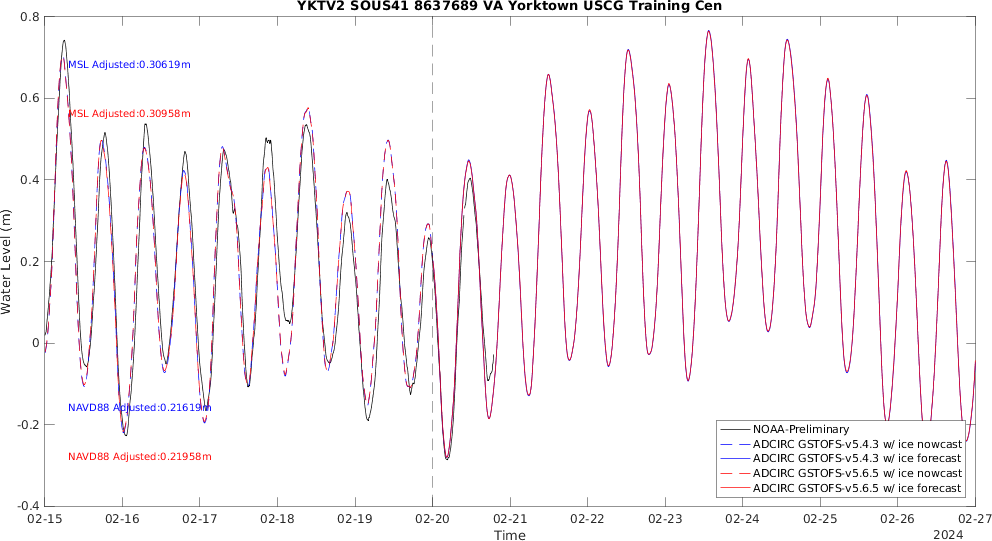 YKTV2 SOUS41 8637689 VA Yorktown USCG Training Cen
0.8
MSL Adjusted:0.30619m
0.6
MSL Adjusted:0.30958m
0.4
Water Level (m)
0.2
0
NAVD88 Adjusted:0.21619m
-0.2
NAVD88 Adjusted:0.21958m
NOAA-Preliminary
ADCIRC GSTOFS-v5.4.3 w/ ice nowcast
ADCIRC GSTOFS-v5.4.3 w/ ice forecast
ADCIRC GSTOFS-v5.6.5 w/ ice nowcast
ADCIRC GSTOFS-v5.6.5 w/ ice forecast
-0.4
02-15 02-16 02-17 02-18 02-19 02-20 02-21 02-22 02-23 02-24 02-25 02-26 02-27
Time
2024